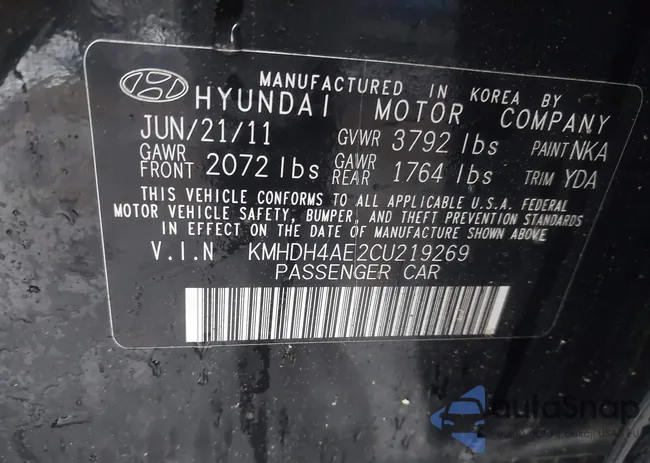 MANUFACTURED IN KOREA BY
HYUNDAI MOTOR COMPANY
JUN/21/11 GVWR 3792 lbs PAINT NKA
GAWR FRONT 2072 lbs GAWR REAR 1764 lbs TRIM YDA
THIS VEHICLE CONFORMS TO ALL APPLICABLE U.S.A. FEDERAL
MOTOR VEHICLE SAFETY, BUMPER, AND THEFT PREVENTION STANDARDS
IN EFFECT ON THE DATE OF MANUFACTURE SHOWN ABOVE
V.I.N KMHDH4AE2CU219269
PASSENGER CAR
autoSnap